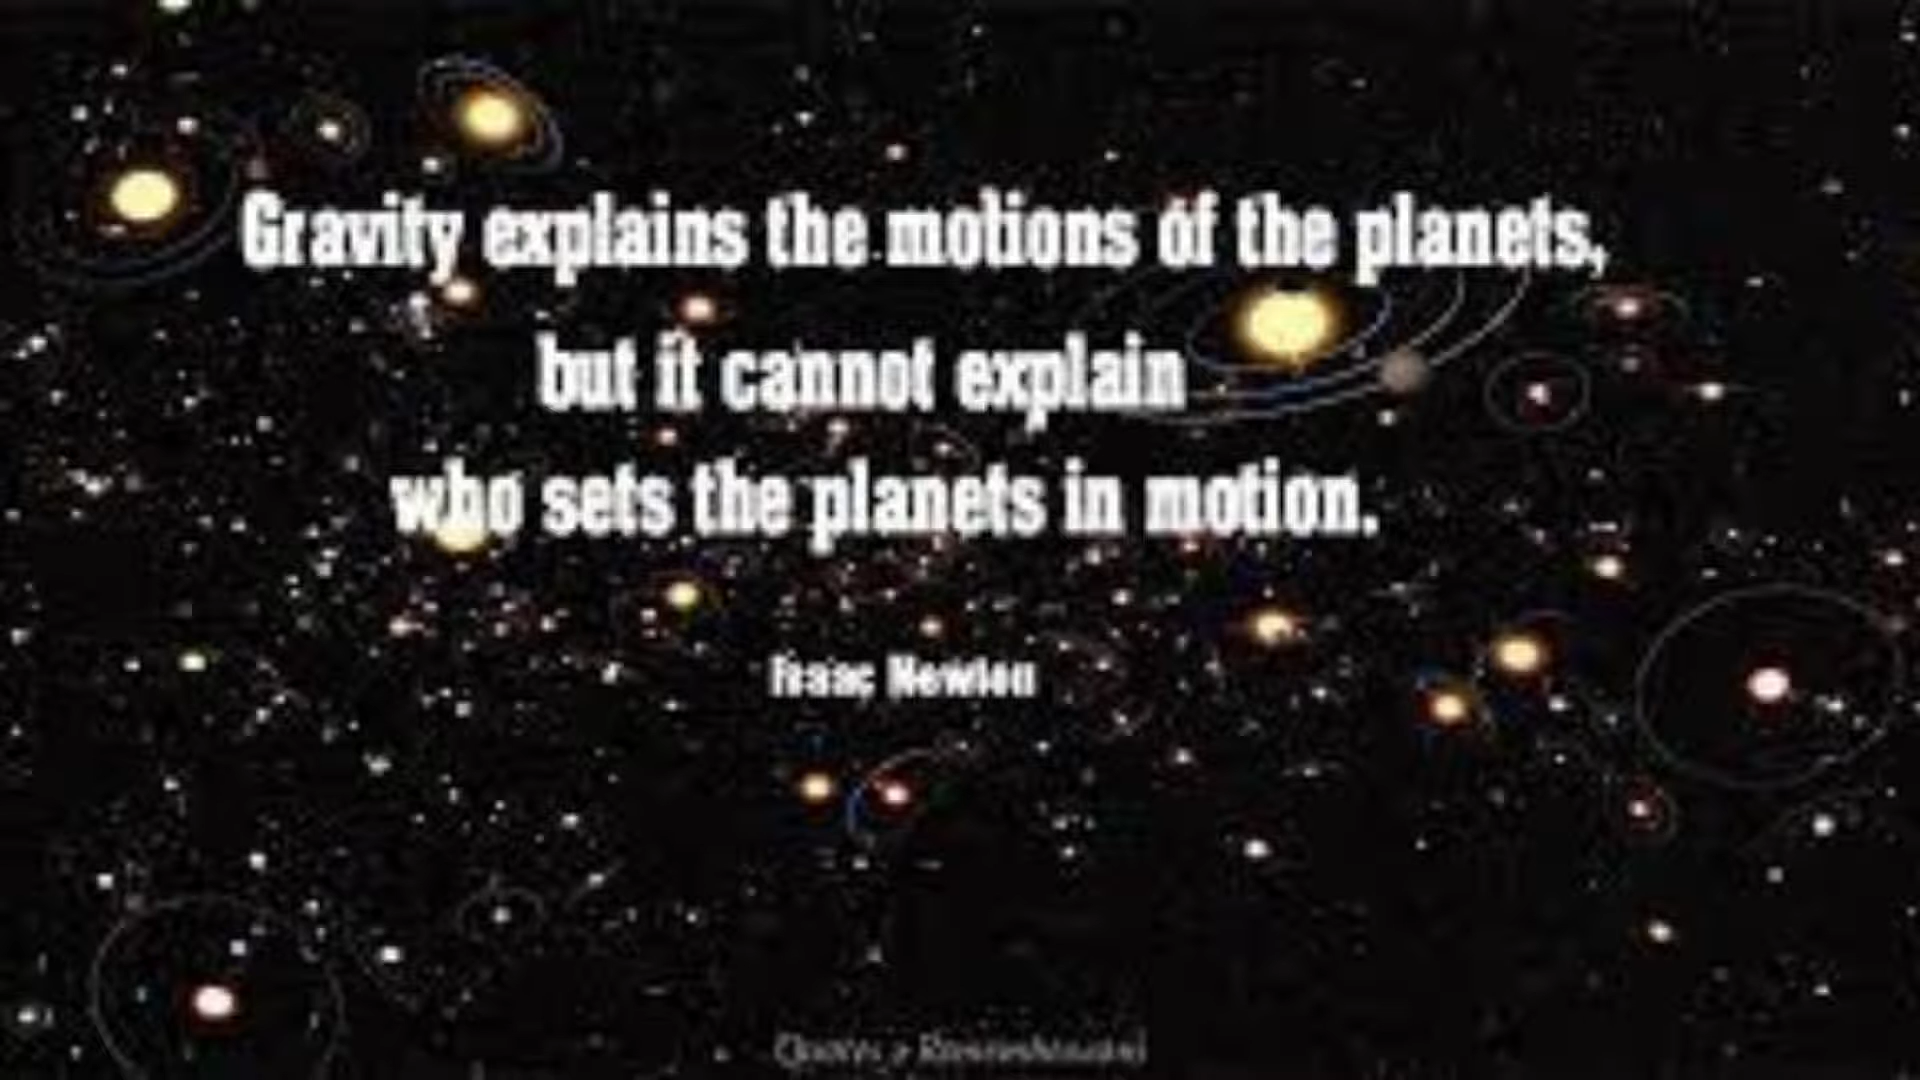 Gravity explains the motions of the planets,
but it cannot explain
who sets the planets in motion.
Isaac Newton
Quotes